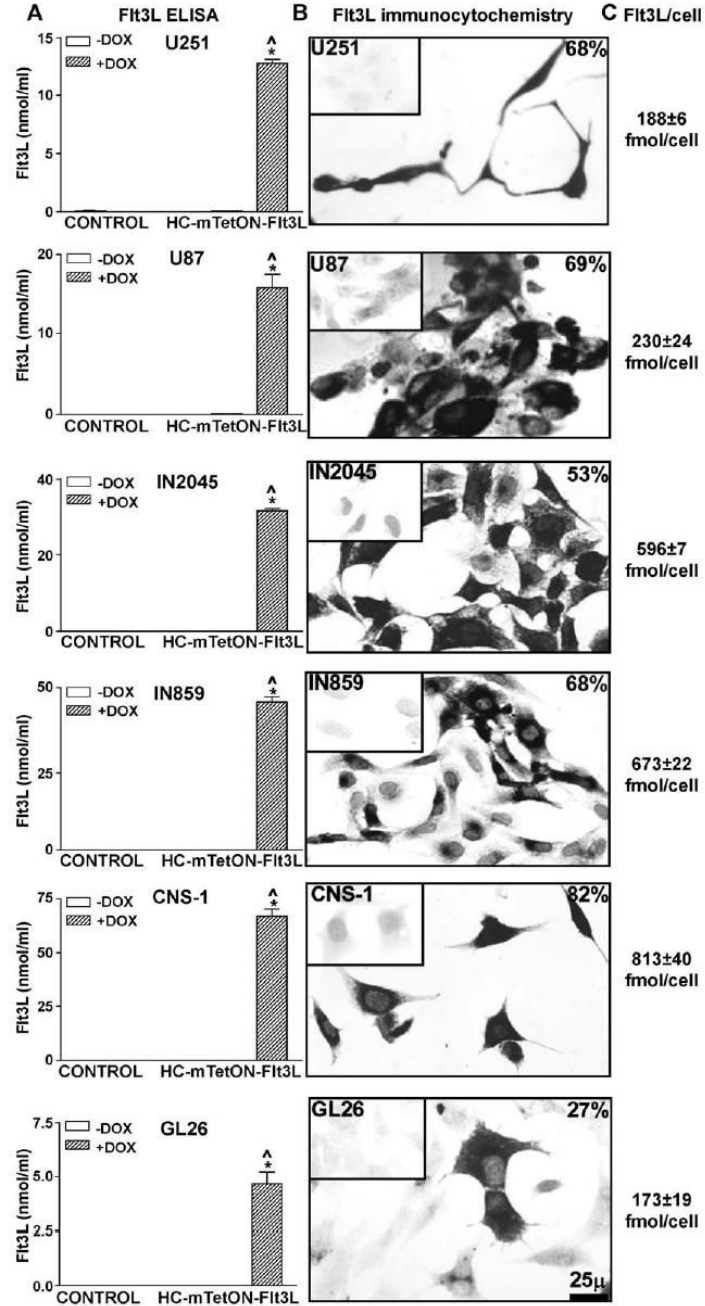 A Flt3L ELISA B Flt3L immunocytochemistry C Flt3L/cell
U251
-DOX
+DOX
Flt3L (nmol/ml)
15
10
5
0
CONTROL HC-mTetON-Flt3L
^
*
U251 68%
188±6
fmol/cell
U87
-DOX
+DOX
Flt3L (nmol/ml)
20
10
0
CONTROL HC-mTetON-Flt3L
^
*
U87 69%
230±24
fmol/cell
IN2045
-DOX
+DOX
Flt3L (nmol/ml)
40
20
0
CONTROL HC-mTetON-Flt3L
^
*
IN2045 53%
596±7
fmol/cell
IN859
-DOX
+DOX
Flt3L (nmol/ml)
50
25
0
CONTROL HC-mTetON-Flt3L
^
*
IN859 68%
673±22
fmol/cell
CNS-1
-DOX
+DOX
Flt3L (nmol/ml)
75
50
25
0
CONTROL HC-mTetON-Flt3L
^
*
CNS-1 82%
813±40
fmol/cell
GL26
-DOX
+DOX
Flt3L (nmol/ml)
7.5
5.0
2.5
0.0
CONTROL HC-mTetON-Flt3L
^
*
GL26 27%
25µ
173±19
fmol/cell